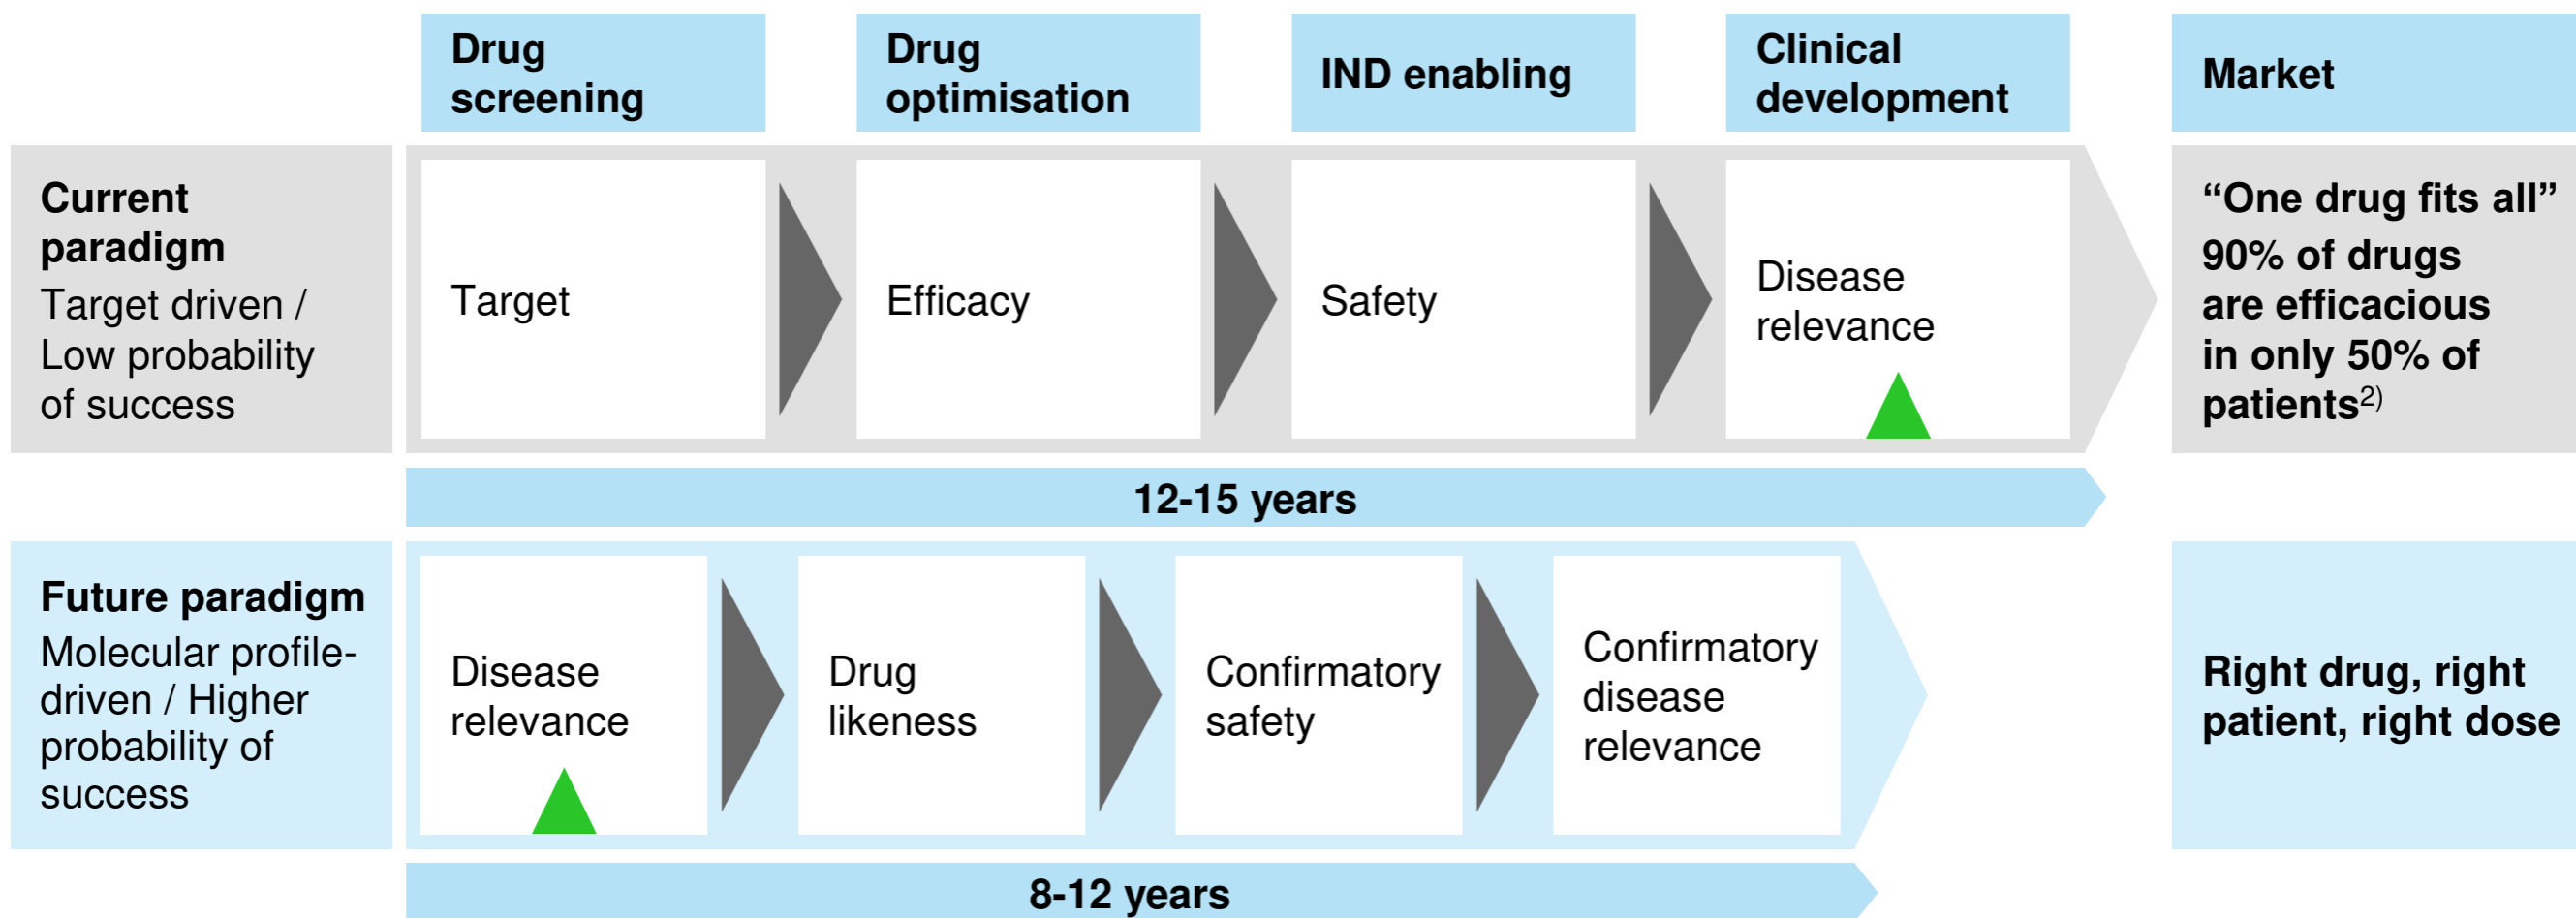 Drug
screening
Drug
optimisation
IND enabling
Clinical
development
Market
Current
paradigm
Target driven /
Low probability
of success
Target
Efficacy
Safety
Disease
relevance
“One drug fits all”
90% of drugs
are efficacious
in only 50% of
patients2)
12-15 years
Future paradigm
Molecular profile-
driven / Higher
probability of
success
Disease
relevance
Drug
likeness
Confirmatory
safety
Confirmatory
disease
relevance
Right drug, right
patient, right dose
8-12 years